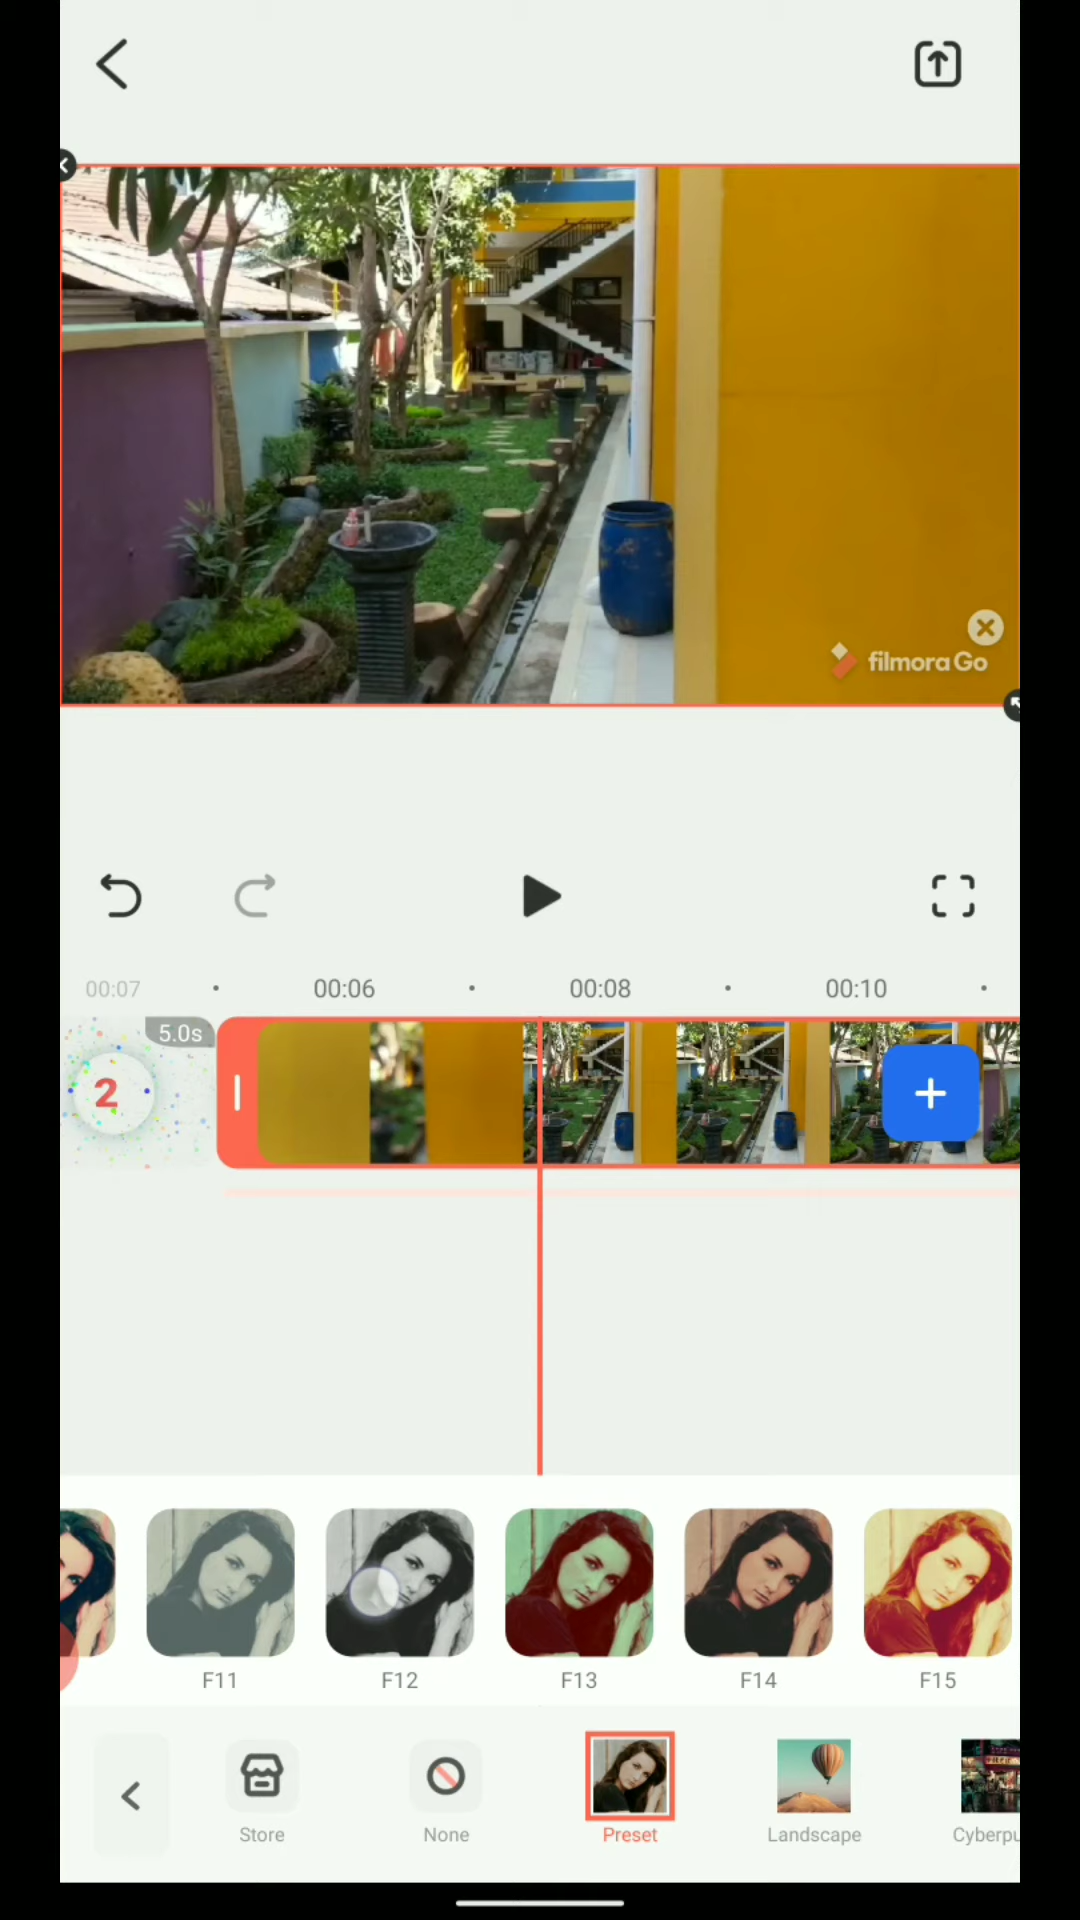 filmora Go
00:07
00:06
00:08
00:10
5.0s
2
F11
F12
F13
F14
F15
Store
None
Preset
Landscape
Cyberpu